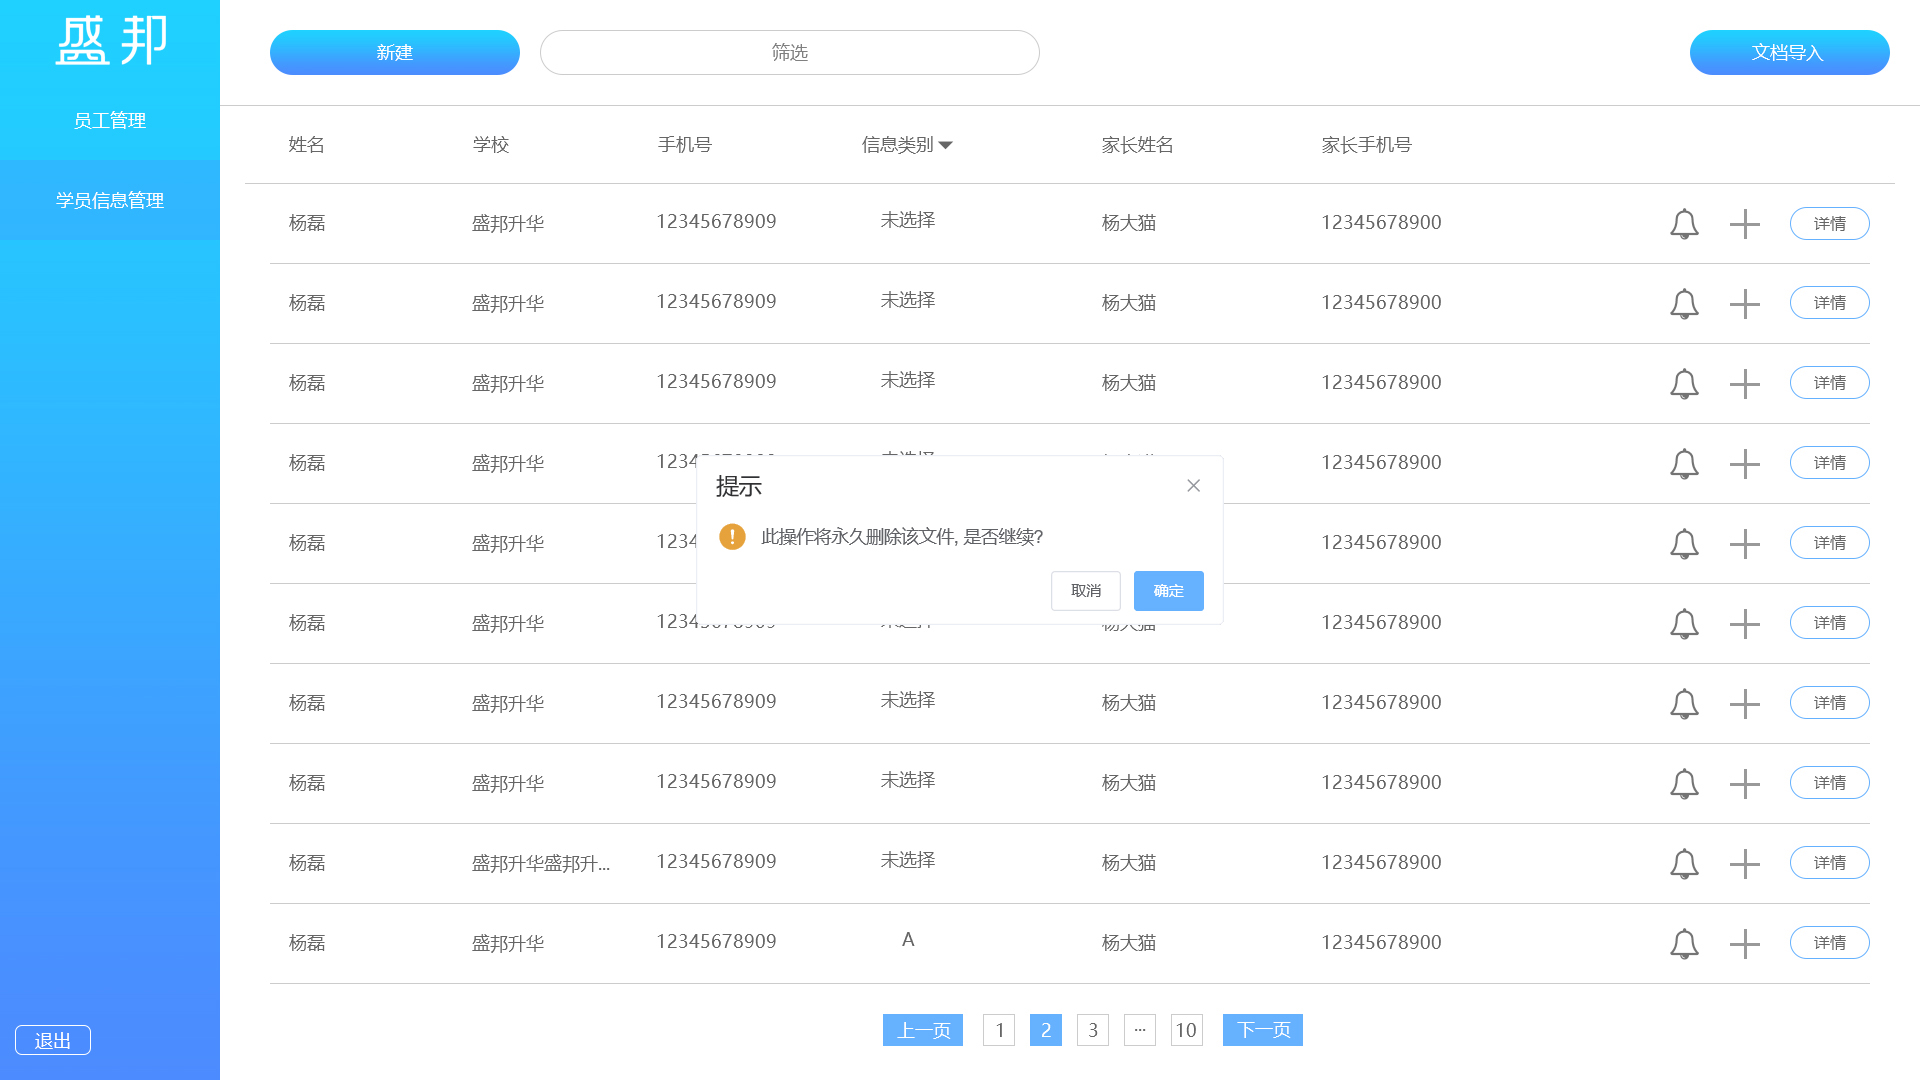 盛邦
新建
筛选
文档导入
员工管理
学员信息管理
姓名 学校 手机号 信息类别 家长姓名 家长手机号
杨磊 盛邦升华 12345678909 未选择 杨大猫 12345678900 详情
杨磊 盛邦升华 12345678909 未选择 杨大猫 12345678900 详情
杨磊 盛邦升华 12345678909 未选择 杨大猫 12345678900 详情
杨磊 盛邦升华 12345678900 详情
提示
杨磊 盛邦升华 12345678900 详情
此操作将永久删除该文件, 是否继续?
取消 确定
杨磊 盛邦升华 12345678900 详情
杨磊 盛邦升华 12345678909 未选择 杨大猫 12345678900 详情
杨磊 盛邦升华 12345678909 未选择 杨大猫 12345678900 详情
杨磊 盛邦升华盛邦升... 12345678909 未选择 杨大猫 12345678900 详情
杨磊 盛邦升华 12345678909 A 杨大猫 12345678900 详情
上一页 1 2 3 ... 10 下一页
退出